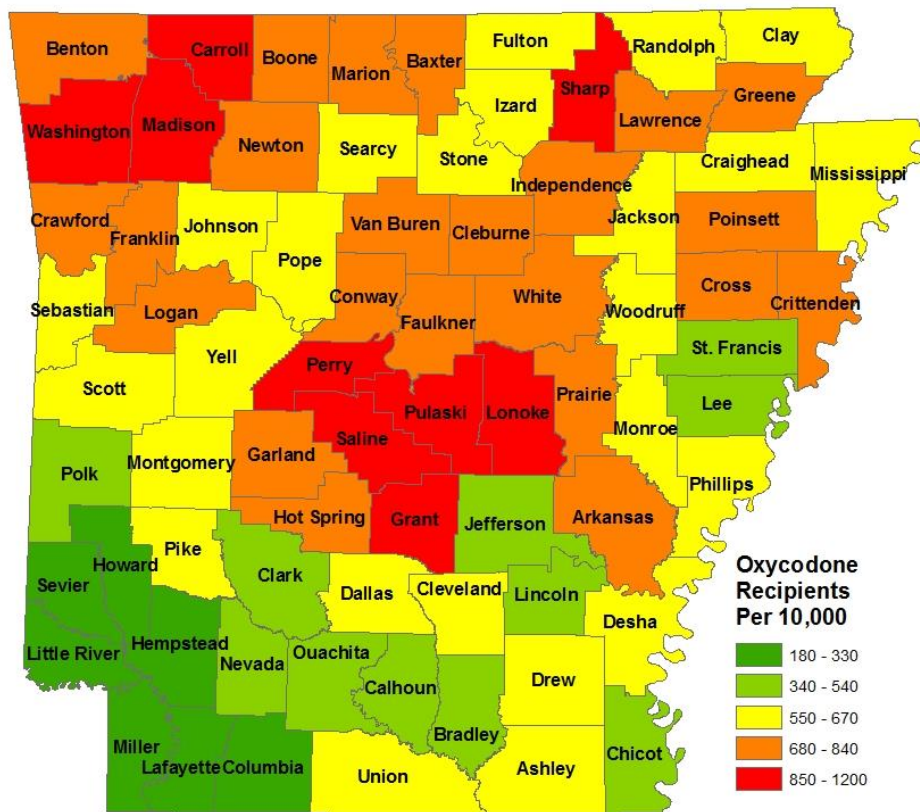 Benton
Carroll
Boone
Marion
Baxter
Fulton
Randolph
Clay
Izard
Sharp
Greene
Lawrence
Washington
Madison
Newton
Searcy
Stone
Independence
Craighead
Mississippi
Jackson
Crawford
Franklin
Johnson
Pope
Van Buren
Cleburne
Poinsett
Sebastian
Logan
Conway
Faulkner
White
Woodruff
Cross
Crittenden
Yell
St. Francis
Scott
Perry
Pulaski
Lonoke
Prairie
Lee
Saline
Monroe
Polk
Montgomery
Garland
Phillips
Hot Spring
Grant
Jefferson
Arkansas
Howard
Pike
Sevier
Clark
Dallas
Cleveland
Lincoln
Desha
Little River
Hempstead
Nevada
Ouachita
Calhoun
Drew
Bradley
Miller
Lafayette
Columbia
Union
Ashley
Chicot
Oxycodone
Recipients
Per 10,000
180 - 330
340 - 540
550 - 670
680 - 840
850 - 1200